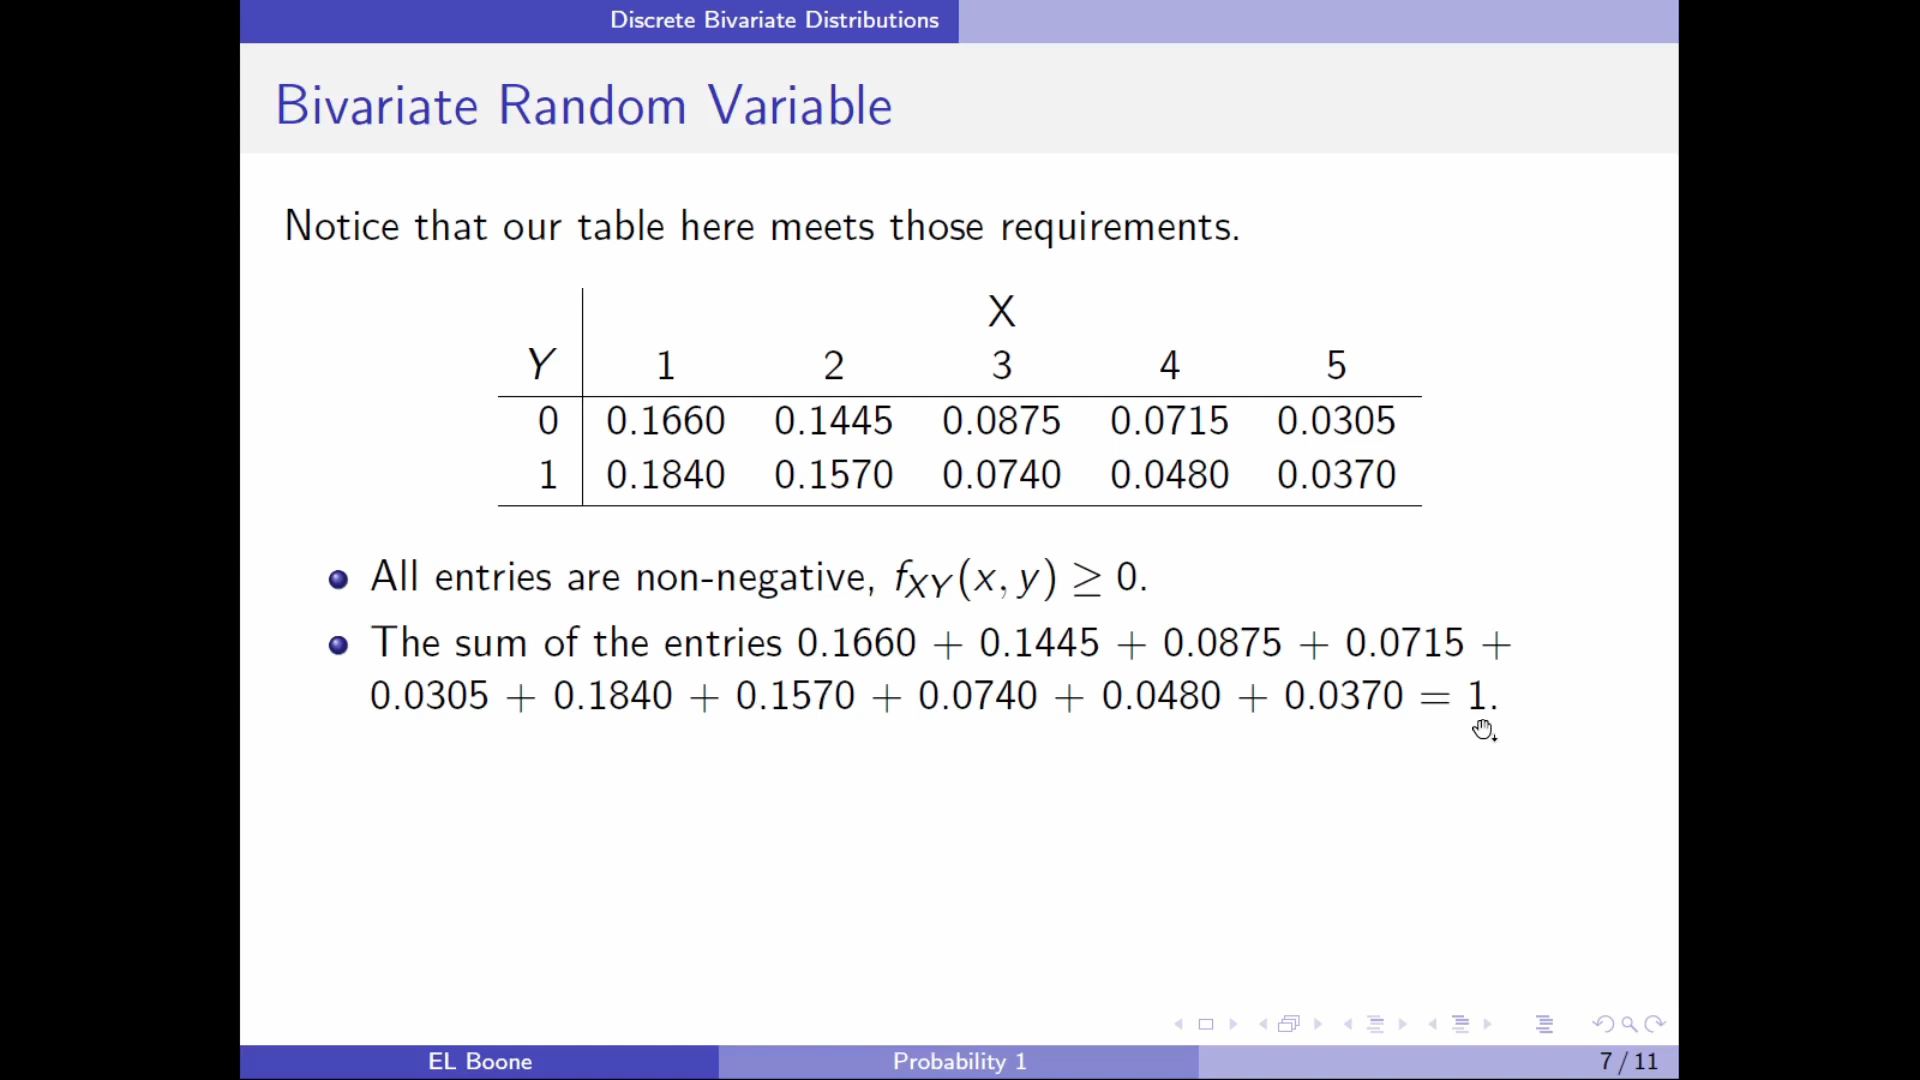 Discrete Bivariate Distributions
Bivariate Random Variable
Notice that our table here meets those requirements.
X
Y 1 2 3 4 5
0 0.1660 0.1445 0.0875 0.0715 0.0305
1 0.1840 0.1570 0.0740 0.0480 0.0370
All entries are non-negative, f_XY(x, y) ≥ 0.
The sum of the entries 0.1660 + 0.1445 + 0.0875 + 0.0715 +
0.0305 + 0.1840 + 0.1570 + 0.0740 + 0.0480 + 0.0370 = 1.
EL Boone Probability 1 7 / 11